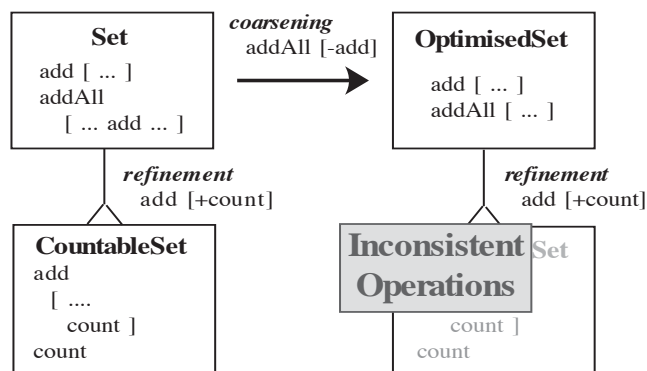 Set
add [ ... ]
addAll
[ ... add ... ]
coarsening
addAll [-add]
OptimisedSet
add [ ... ]
addAll [ ... ]
refinement
add [+count]
refinement
add [+count]
CountableSet
add
[ ....
count ]
count
Inconsistent
Operations
Set
count ]
count